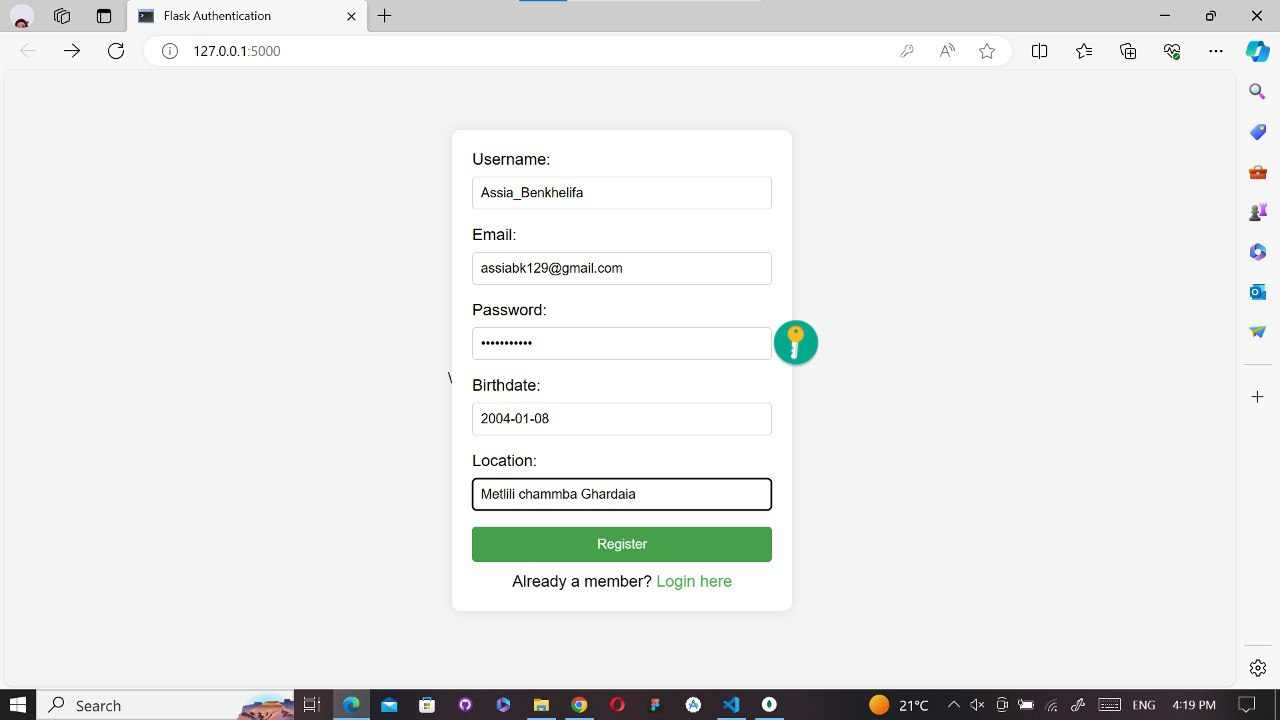 Flask Authentication
127.0.0.1:5000
Username:
Assia_Benkhelifa
Email:
assiabk129@gmail.com
Password:
•••••••••••
Birthdate:
2004-01-08
Location:
Metlili chammba Ghardaia
Register
Already a member? Login here
Search
21°C
ENG
4:19 PM